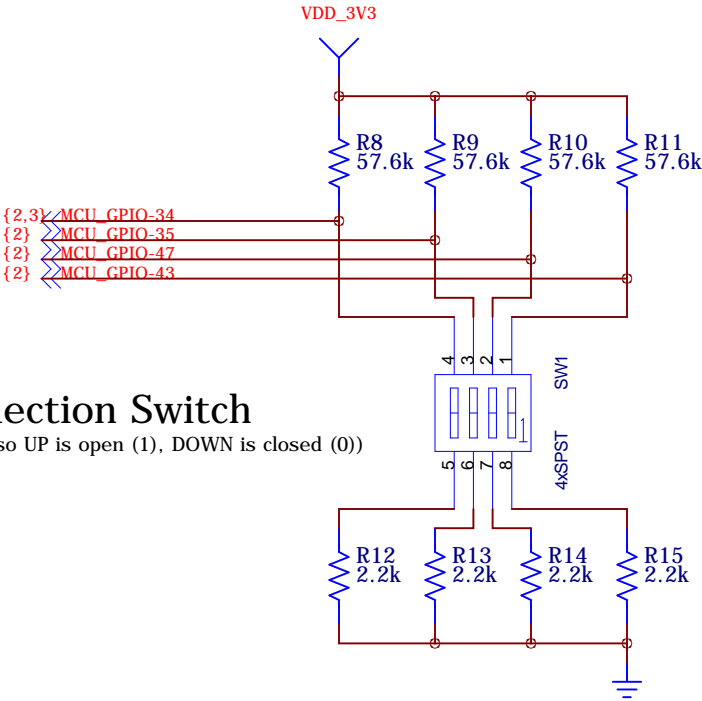 VDD_3V3
R8 R9 R10 R11
57.6k 57.6k 57.6k 57.6k
{2,3} MCU_GPIO-34
{2} MCU_GPIO-35
{2} MCU_GPIO-47
{2} MCU_GPIO-43
4 3 2 1
SW1
1
ection Switch
so UP is open (1), DOWN is closed (0))
4xSPST
5 6 7 8
R12 R13 R14 R15
2.2k 2.2k 2.2k 2.2k